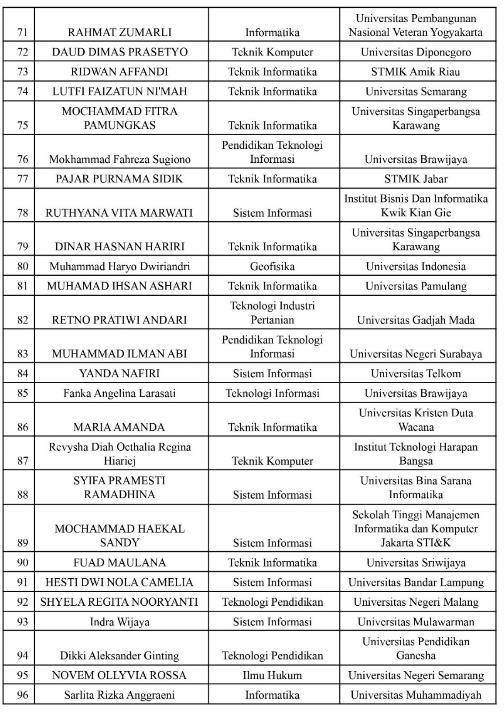 71 RAHMAT ZUMARLI Informatika Universitas Pembangunan
Nasional Veteran Yogyakarta
72 DAUD DIMAS PRASETYO Teknik Komputer Universitas Diponegoro
73 RIDWAN AFFANDI Teknik Informatika STMIK Amik Riau
74 LUTFI FAIZATUN NI'MAH Teknik Informatika Universitas Semarang
75 MOCHAMMAD FITRA
PAMUNGKAS Teknik Informatika Universitas Singaperbangsa
Karawang
76 Mokhammad Fahreza Sugiono Pendidikan Teknologi
Informasi Universitas Brawijaya
77 PAJAR PURNAMA SIDIK Teknik Informatika STMIK Jabar
78 RUTHYANA VITA MARWATI Sistem Informasi Institut Bisnis Dan Informatika
Kwik Kian Gie
79 DINAR HASNAN HARIRI Teknik Informatika Universitas Singaperbangsa
Karawang
80 Muhammad Haryo Dwiriandri Geofisika Universitas Indonesia
81 MUHAMAD IHSAN ASHARI Teknik Informatika Universitas Pamulang
82 RETNO PRATIWI ANDARI Teknologi Industri
Pertanian Universitas Gadjah Mada
83 MUHAMMAD ILMAN ABI Pendidikan Teknologi
Informasi Universitas Negeri Surabaya
84 YANDA NAFIRI Sistem Informasi Universitas Telkom
85 Fanka Angelina Larasati Teknologi Informasi Universitas Brawijaya
86 MARIA AMANDA Teknik Informatika Universitas Kristen Duta
Wacana
87 Revysha Diah Octhalia Regina
Hiariej Teknik Komputer Institut Teknologi Harapan
Bangsa
88 SYIFA PRAMESTI
RAMADHINA Sistem Informasi Universitas Bina Sarana
Informatika
89 MOCHAMMAD HAEKAL
SANDY Sistem Informasi Sekolah Tinggi Manajemen
Informatika dan Komputer
Jakarta STI&K
90 FUAD MAULANA Teknik Informatika Universitas Sriwijaya
91 HESTI DWI NOLA CAMELIA Sistem Informasi Universitas Bandar Lampung
92 SHYELA REGITA NOORYANTI Teknologi Pendidikan Universitas Negeri Malang
93 Indra Wijaya Sistem Informasi Universitas Mulawarman
94 Dikki Aleksander Ginting Teknologi Pendidikan Universitas Pendidikan
Ganesha
95 NOVEM OLLYVIA ROSSA Ilmu Hukum Universitas Negeri Semarang
96 Sarlita Rizka Anggraeni Informatika Universitas Muhammadiyah